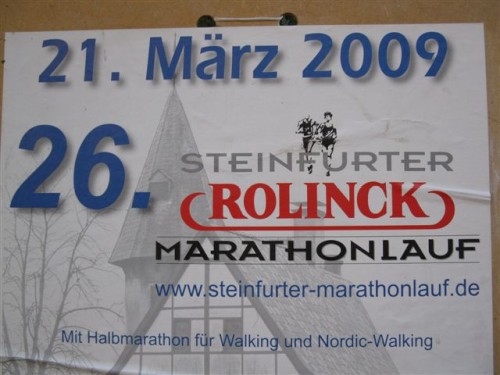 21. März 2009
26.
STEINFURTER
ROLINCK
MARATHONLAUF
www.steinfurter-marathonlauf.de
Mit Halbmarathon für Walking und Nordic-Walking